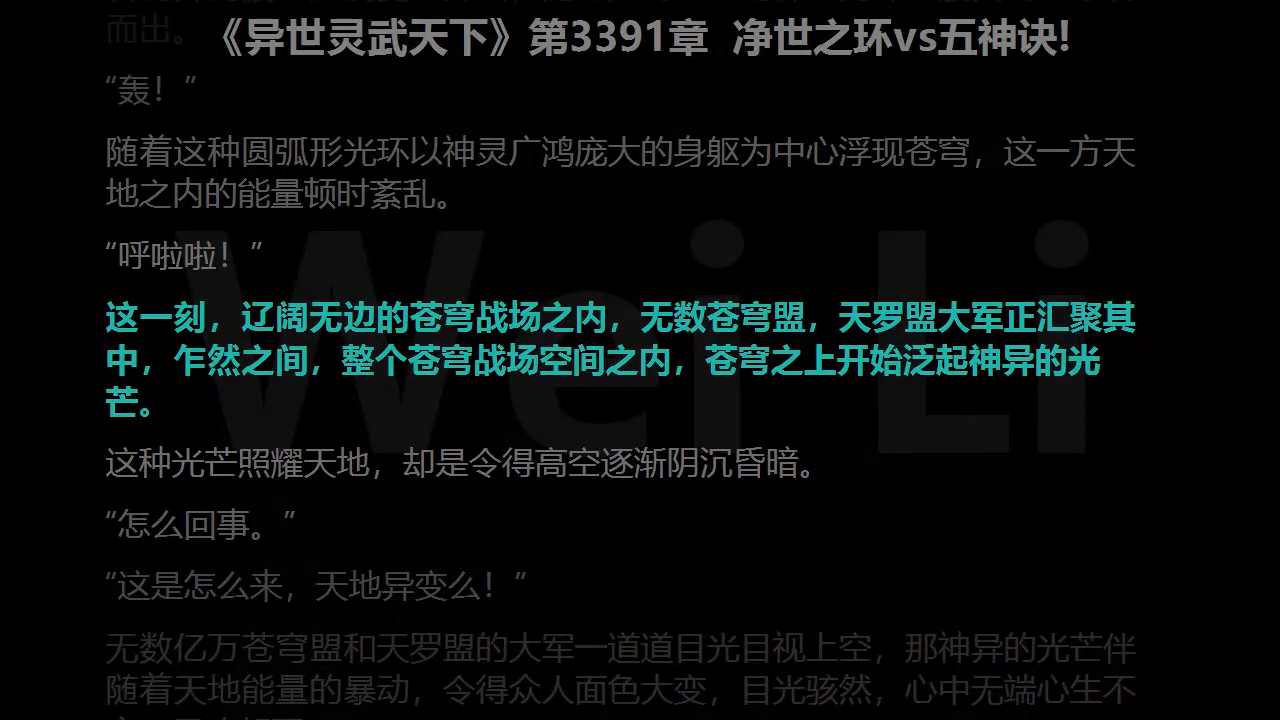 而出。
《异世灵武天下》第3391章 净世之环vs五神诀!
“轰！”
随着这种圆弧形光环以神灵广鸿庞大的身躯为中心浮现苍穹，这一方天
地之内的能量顿时紊乱。
“呼啦啦！”
Wei Li
这一刻，辽阔无边的苍穹战场之内，无数苍穹盟，天罗盟大军正汇聚其
中，乍然之间，整个苍穹战场空间之内，苍穹之上开始泛起神异的光
芒。
这种光芒照耀天地，却是令得高空逐渐阴沉昏暗。
“怎么回事。”
“这是怎么来，天地异变么！”
无数亿万苍穹盟和天罗盟的大军一道道目光目视上空，那神异的光芒伴
随着天地能量的暴动，令得众人面色大变，目光骇然，心中无端心生不